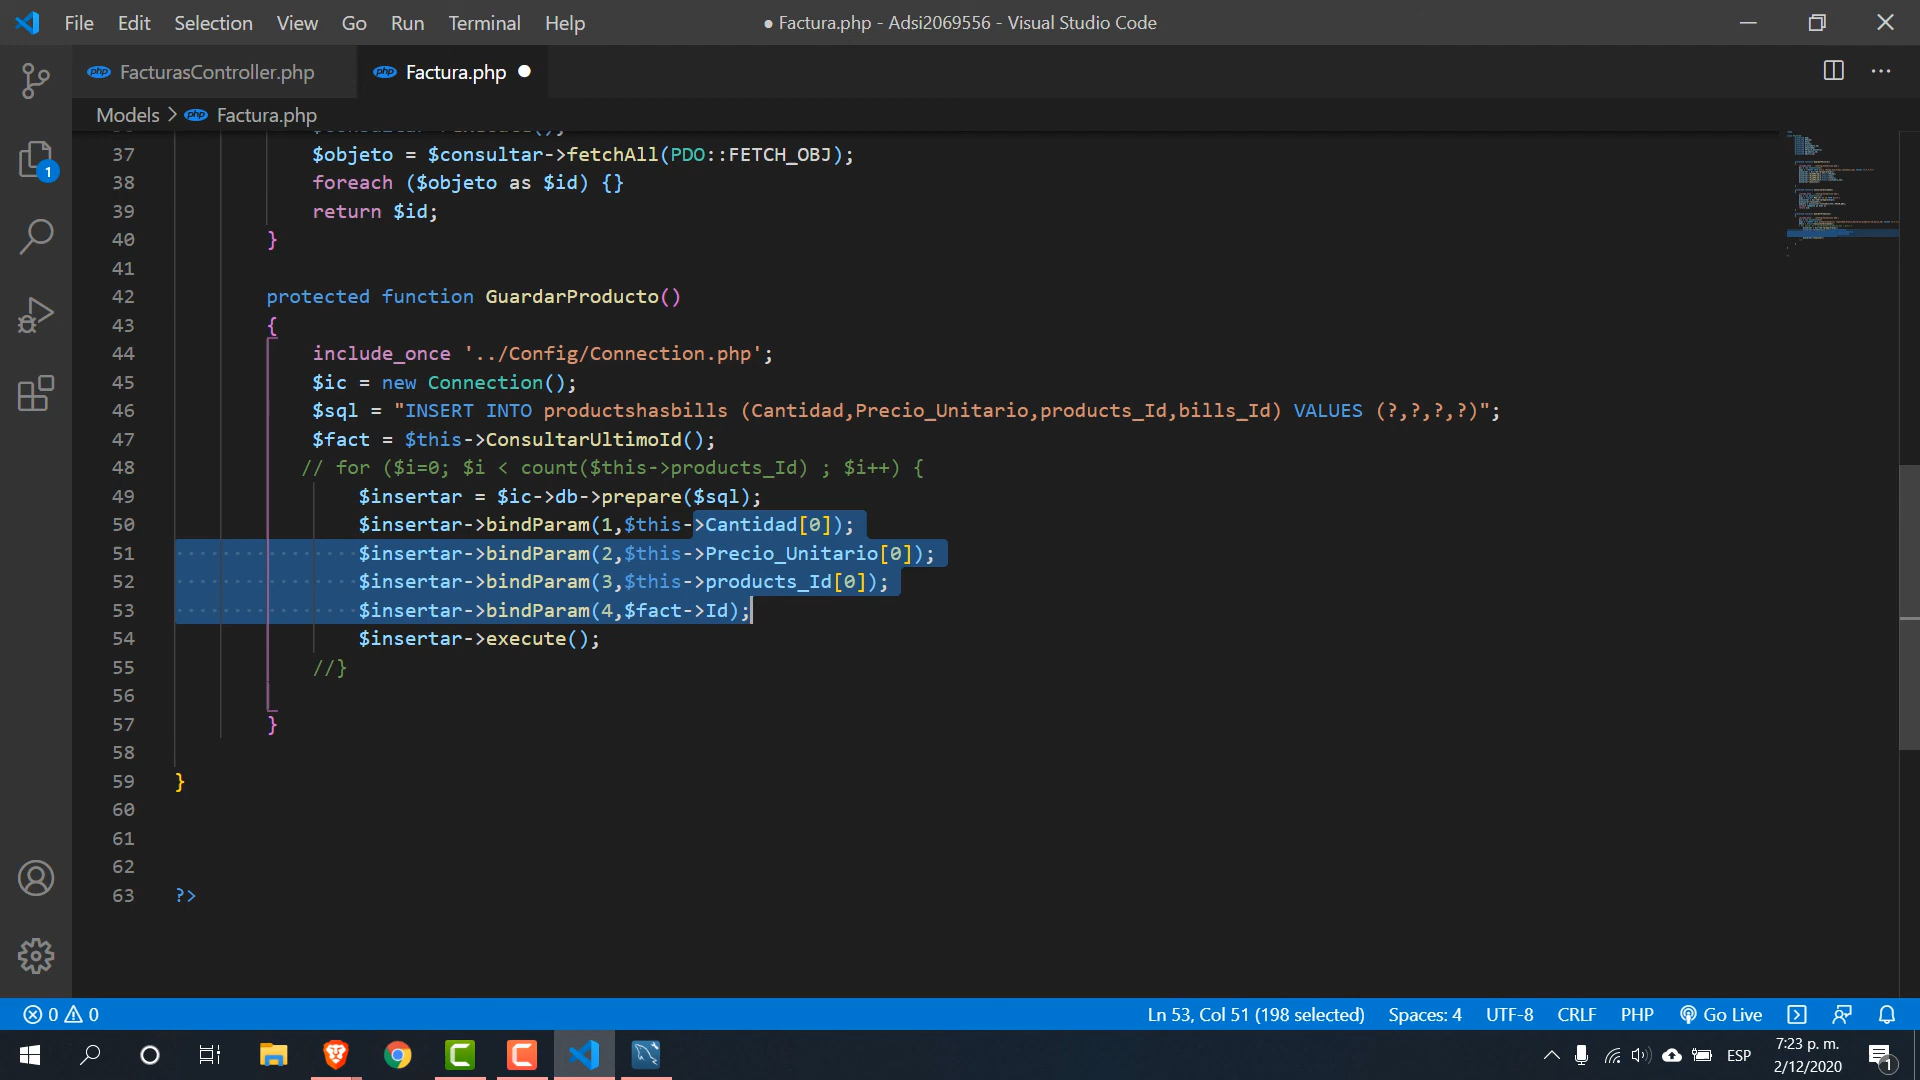 File Edit Selection View Go Run Terminal Help
● Factura.php - Adsi2069556 - Visual Studio Code
php FacturasController.php
php Factura.php
Models > php Factura.php
37 $objeto = $consultar->fetchAll(PDO::FETCH_OBJ);
38 foreach ($objeto as $id) {}
39 return $id;
40 }
41
42 protected function GuardarProducto()
43 {
44 include_once '../Config/Connection.php';
45 $ic = new Connection();
46 $sql = "INSERT INTO productshasbills (Cantidad,Precio_Unitario,products_Id,bills_Id) VALUES (?,?,?,?)";
47 $fact = $this->ConsultarUltimoId();
48 // for ($i=0; $i < count($this->products_Id) ; $i++) {
49 $insertar = $ic->db->prepare($sql);
50 $insertar->bindParam(1,$this->Cantidad[0]);
51 $insertar->bindParam(2,$this->Precio_Unitario[0]);
52 $insertar->bindParam(3,$this->products_Id[0]);
53 $insertar->bindParam(4,$fact->Id);
54 $insertar->execute();
55 //}
56
57 }
58
59 }
60
61
62
63 ?>
1
0 0
Ln 53, Col 51 (198 selected) Spaces: 4 UTF-8 CRLF PHP Go Live
ESP
7:23 p. m.
2/12/2020
1